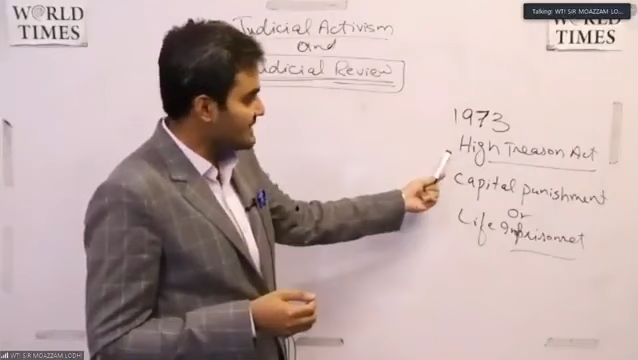 WORLD
TIMES
Judicial Activism
and
Judicial Review
Talking: WTI SIR MOAZZAM LO...
WORLD
TIMES
1973
High Treason Act
Capital punishment
or
Life
WTI SIR MOAZZAM LODHI